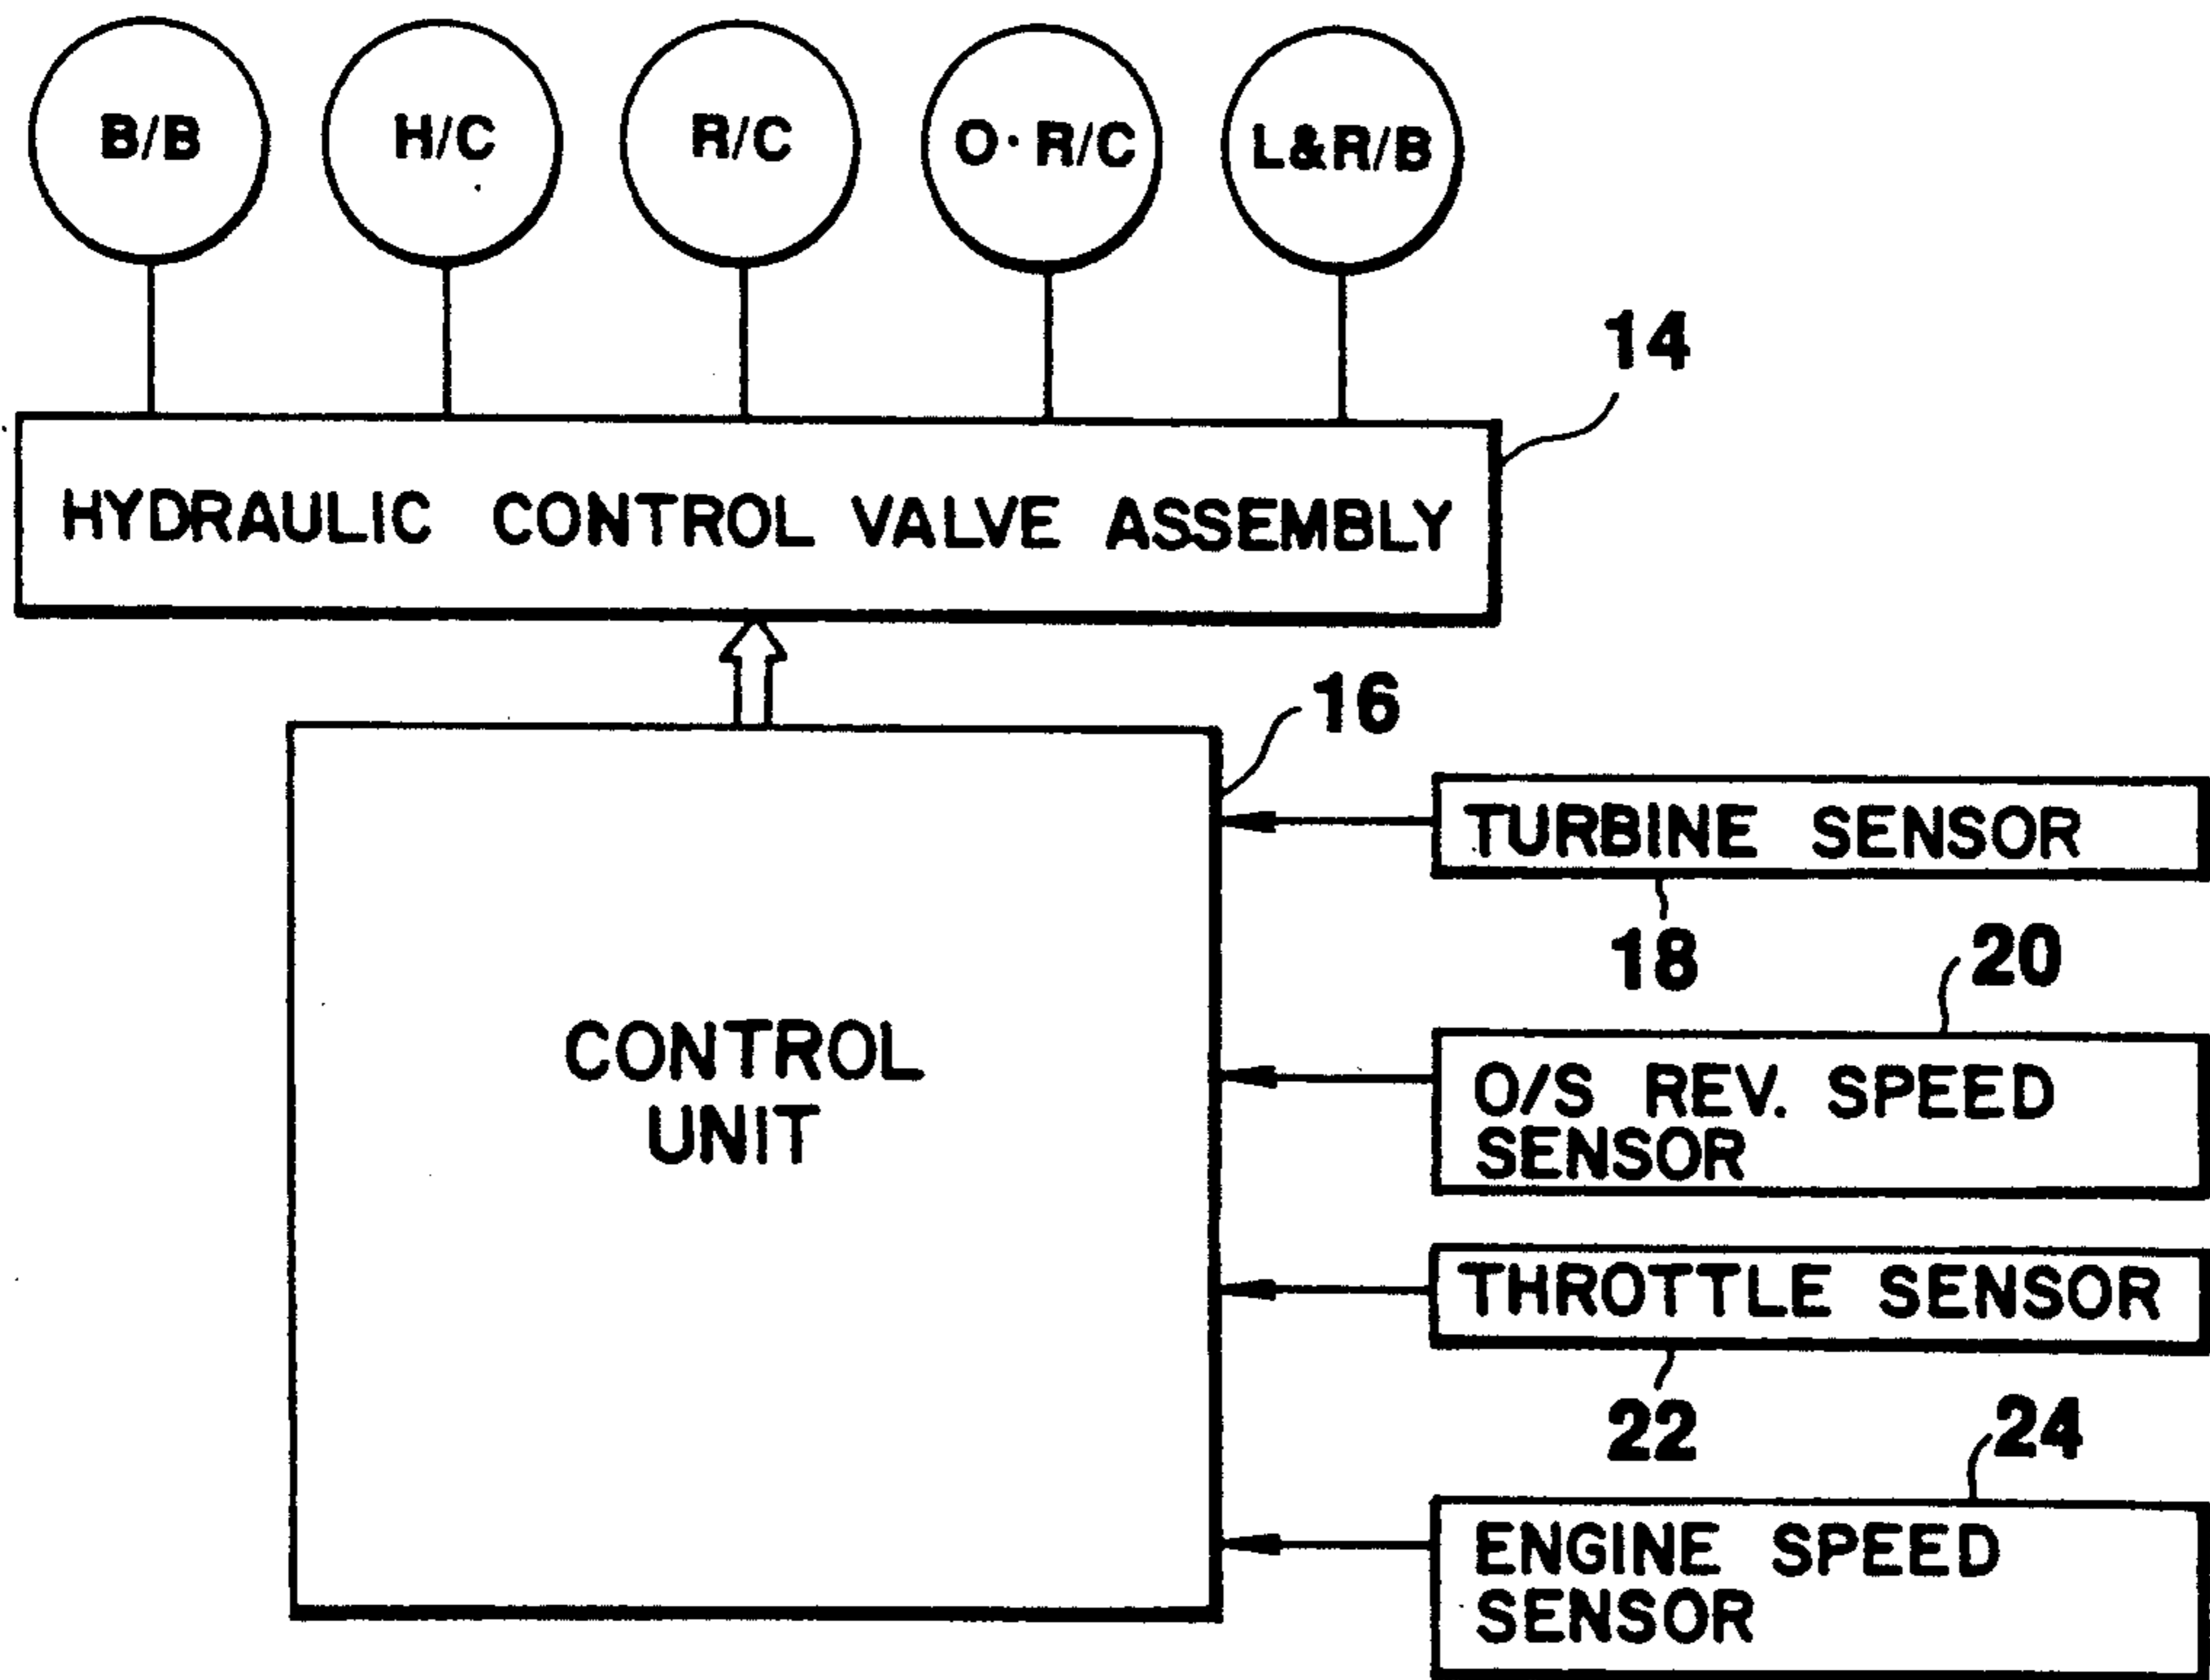 B/B
H/C
R/C
O·R/C
L&R/B
14
HYDRAULIC CONTROL VALVE ASSEMBLY
16
TURBINE SENSOR
18
20
CONTROL
UNIT
O/S REV. SPEED
SENSOR
THROTTLE SENSOR
22
24
ENGINE SPEED
SENSOR